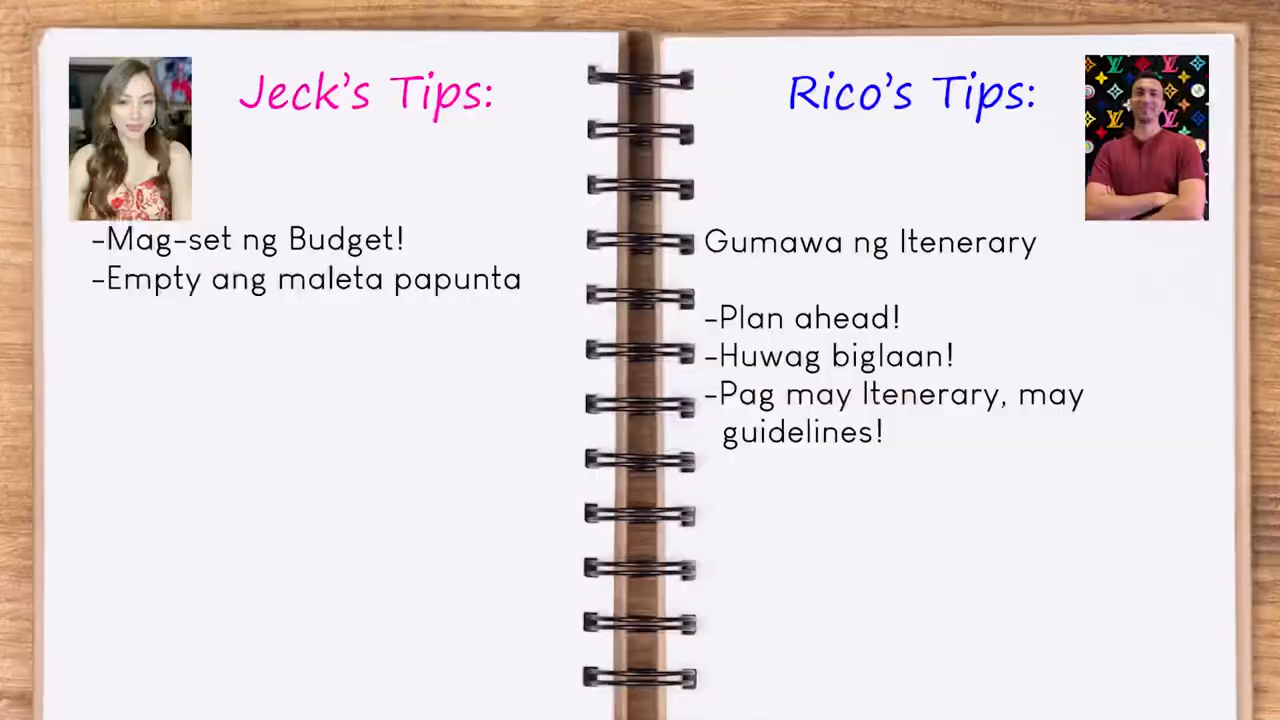 Jeck's Tips:
-Mag-set ng Budget!
-Empty ang maleta papunta
Rico's Tips:
Gumawa ng Itenerary
-Plan ahead!
-Huwag biglaan!
-Pag may Itenerary, may
guidelines!